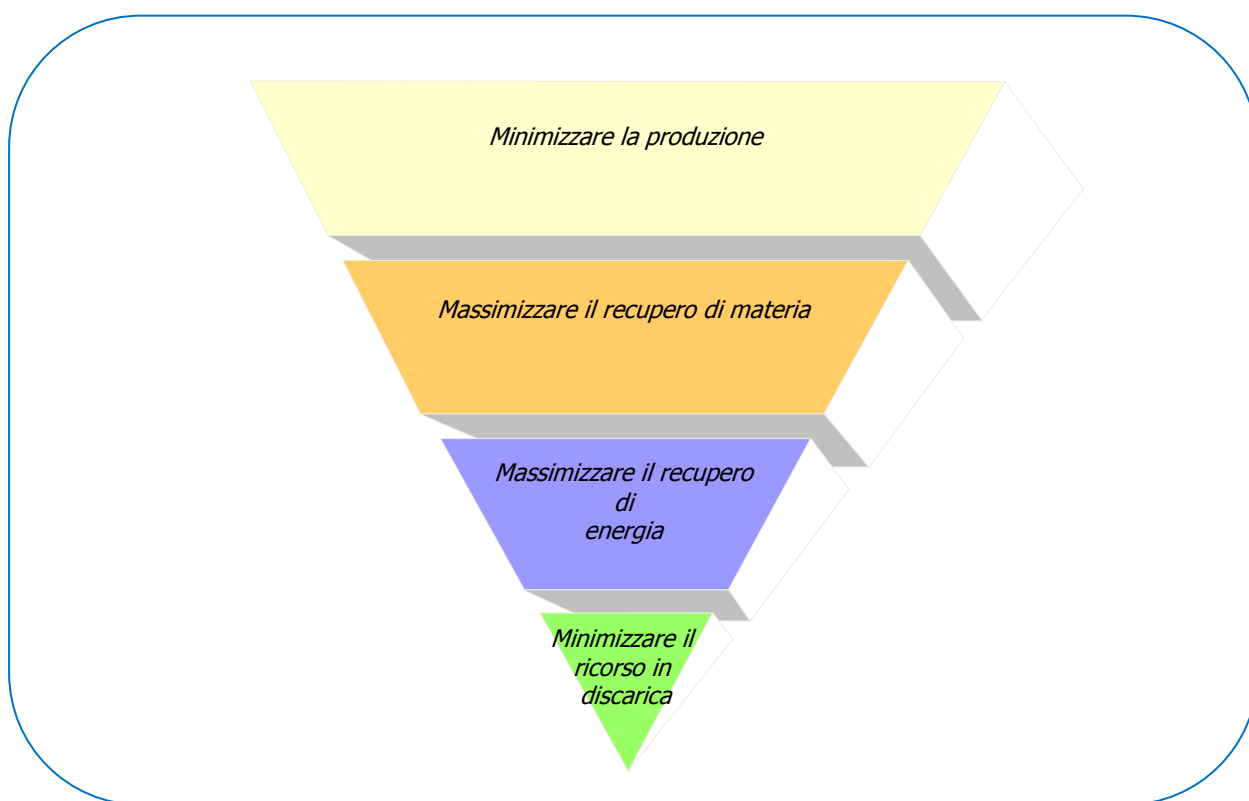 Minimizzare la produzione
Massimizzare il recupero di materia
Massimizzare il recupero
di
energia
Minimizzare il
ricorso in
discarica